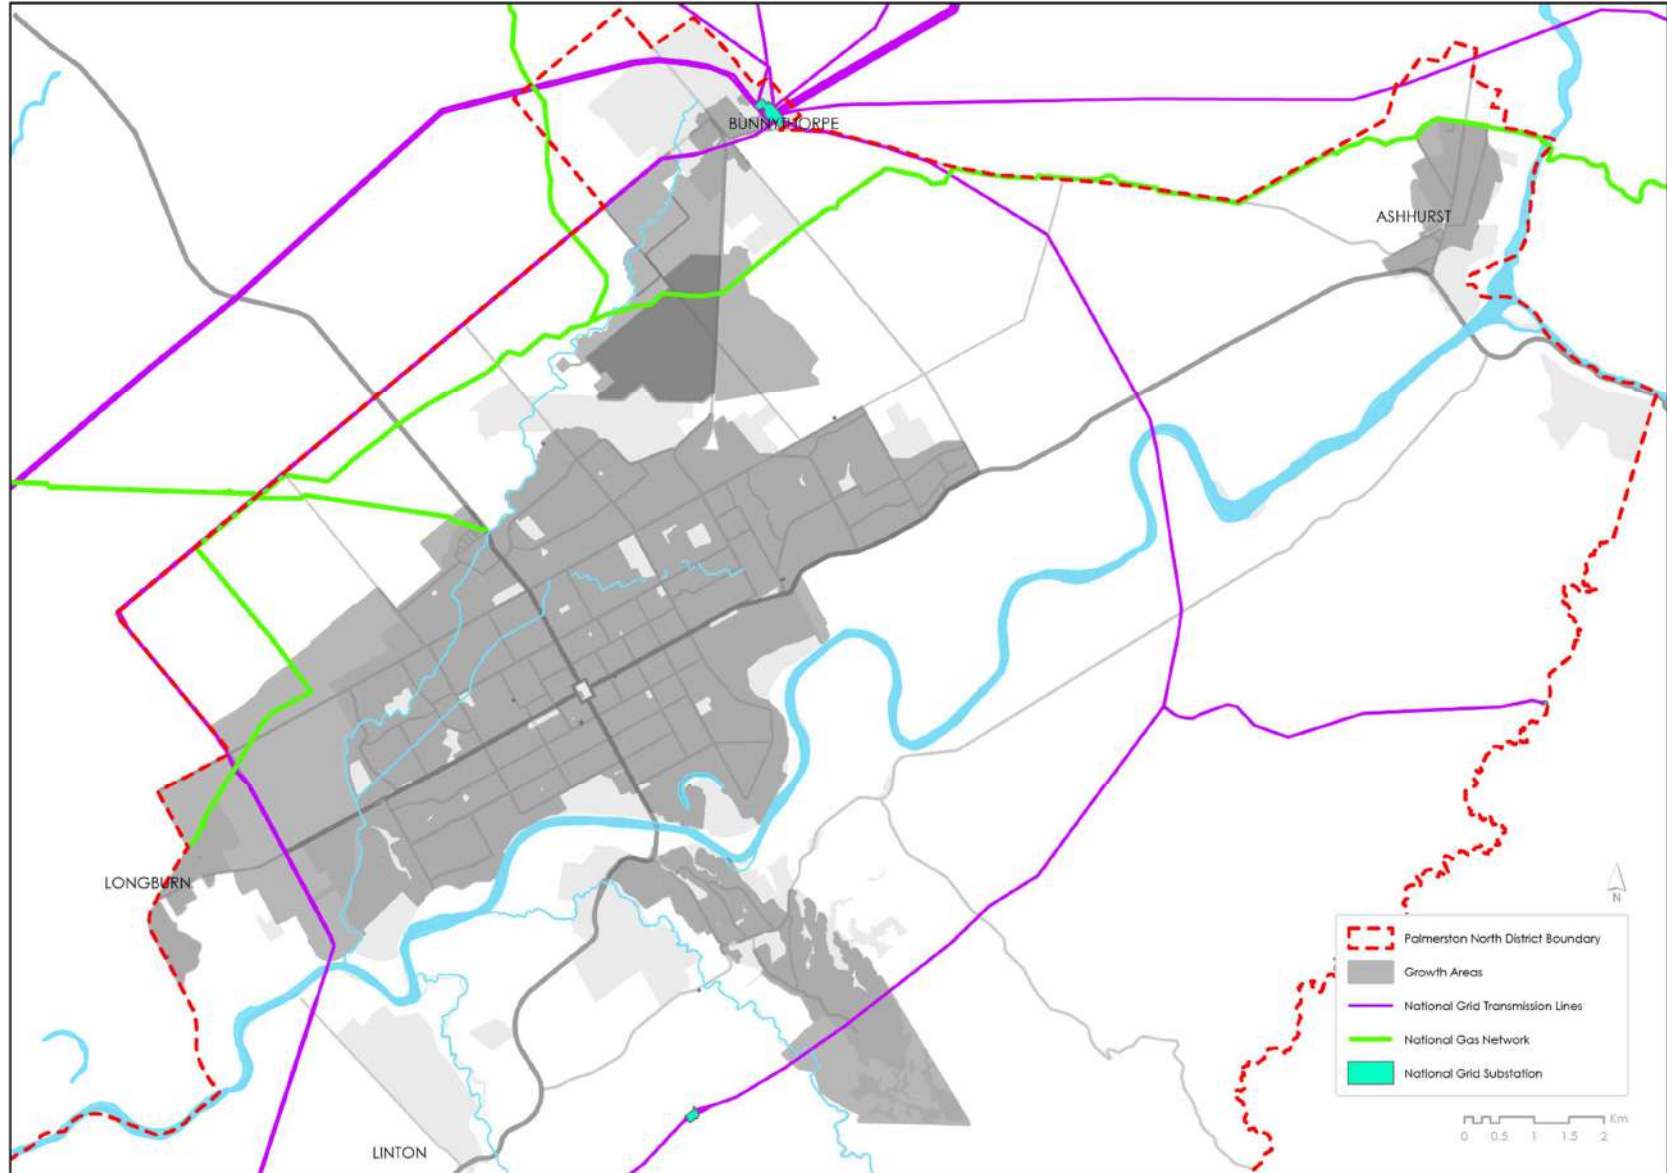 BUNNYTHORPE
ASHHURST
LONGBURN
LINTON
N
Palmerston North District Boundary
Growth Areas
National Grid Transmission Lines
National Gas Network
National Grid Substation
Km
0 0.5 1 1.5 2